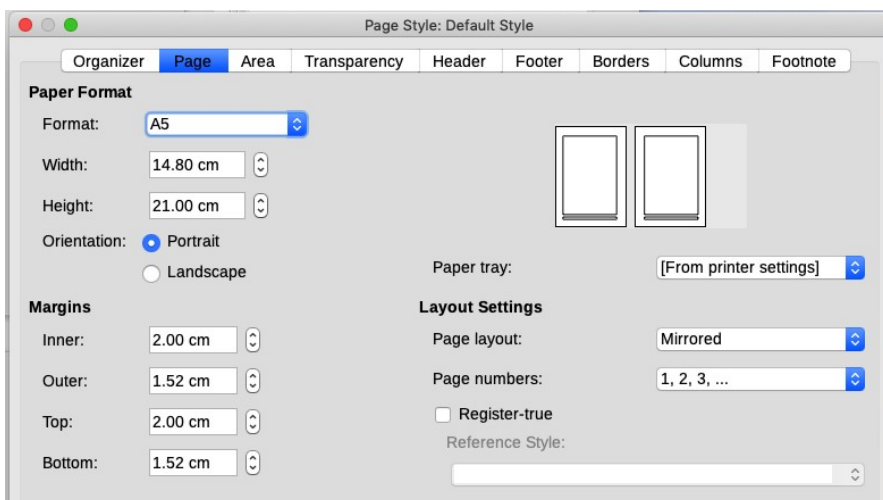 Page Style: Default Style
Organizer Page Area Transparency Header Footer Borders Columns Footnote
Paper Format
Format: A5
Width: 14.80 cm
Height: 21.00 cm
Orientation: Portrait
Landscape
Paper tray: [From printer settings]
Margins
Inner: 2.00 cm
Outer: 1.52 cm
Top: 2.00 cm
Bottom: 1.52 cm
Layout Settings
Page layout: Mirrored
Page numbers: 1, 2, 3, ...
Register-true
Reference Style: